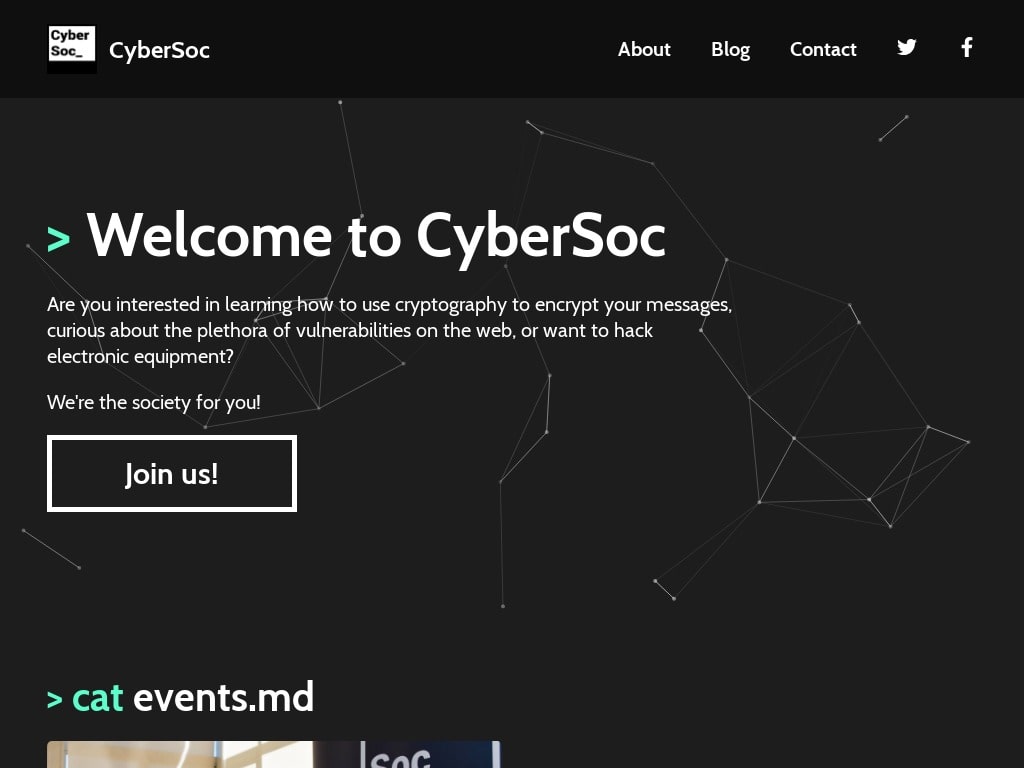 Cyber
Soc_
CyberSoc
About
Blog
Contact
> Welcome to CyberSoc
Are you interested in learning how to use cryptography to encrypt your messages,
curious about the plethora of vulnerabilities on the web, or want to hack
electronic equipment?
We're the society for you!
Join us!
> cat events.md
soc